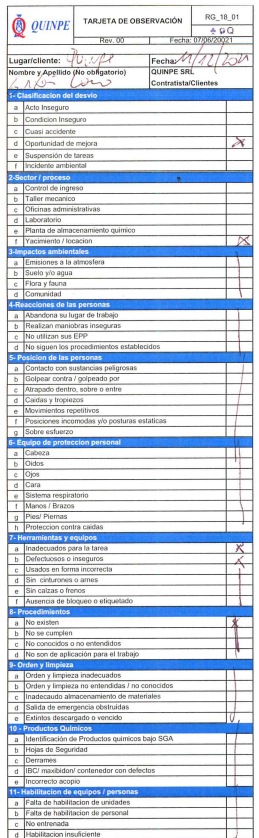 QUINPE
TARJETA DE OBSERVACIÓN
RG_18_01
Rev. 00
Fecha: 07/06/20021
Lugar/cliente: Quinpe
Fecha: 11/12/2021
Nombre y Apellido (No obligatorio)
QUINPE SRL
Contratista/Clientes
1- Clasificacion del desvio
a Acto Inseguro
b Condicion Inseguro
c Cuasi accidente
d Oportunidad de mejora X
e Suspensión de tareas
f Incidente ambiental
2-Sector / proceso
a Control de ingreso
b Taller mecanico
c Oficinas administrativas
d Laboratorio
e Planta de almacenamiento quimico
f Yacimiento / locacion X
3-Impactos ambientales
a Emisiones a la atmosfera
b Suelo y/o agua
c Flora y fauna
d Comunidad
4-Reacciones de las personas
a Abandona su lugar de trabajo
b Realizan maniobras inseguras
c No utilizan sus EPP
d No siguen los procedimientos establecidos
5- Posicion de las personas
a Contacto con sustancias peligrosas
b Golpear contra / golpeado por
c Atrapado dentro, sobre o entre
d Caidas y tropiezos
e Movimientos repetitivos
f Posiciones incomodas y/o posturas estaticas
g Sobre esfuerzo
6- Equipo de proteccion personal
a Cabeza
b Oidos
c Ojos
d Cara
e Sistema respiratorio
f Manos / Brazos
g Pies/ Piernas
h Proteccion contra caidas
7- Herramientas y equipos
a Inadecuados para la tarea X
b Defectuosos o inseguros X
c Usados en forma incorrecta
d Sin cinturones o arnes
e Sin calzas o frenos
f Ausencia de bloqueo o etiquetado
8- Procedimientos
a No existen X
b No se cumplen
c No conocidos o no entendidos
d No son de aplicación para el trabajo
9- Orden y limpieza
a Orden y limpieza inadecuados
b Orden y limpieza no entendidas / no conocidos
c Inadecaudo almacenamiento de materiales
d Salida de emergencia obstruidas
e Extintos descargado o vencido
10 - Productos Quimicos
a Identificación de Productos quimicos bajo SGA
b Hojas de Seguridad
c Derrames
d IBC/ maxibidon/ contenedor con defectos
e Incorrecto acopio
11- Habilitacion de equipos / personas
a Falta de habilitacion de unidades
b Falta de habilitacion de personal
c No entrenada
d Habilitacion insuficiente